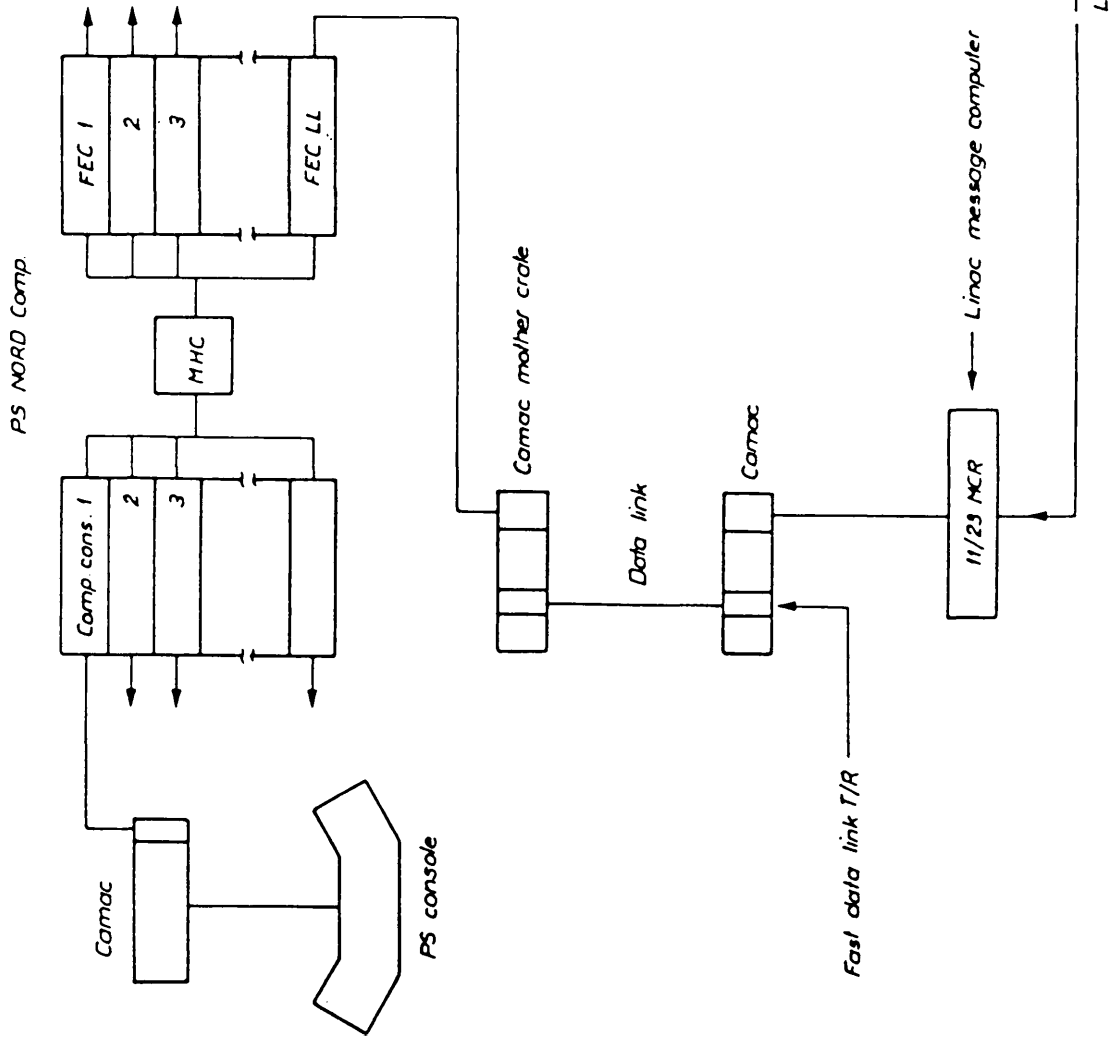 PS NORD Comp.
Comp. cons. 1
2
3
MHC
FEC 1
2
3
FEC LL
Camac
PS console
Camac mother crate
Data link
Camac
Fast data link T/R
11/23 MCR
Linac message computer
L